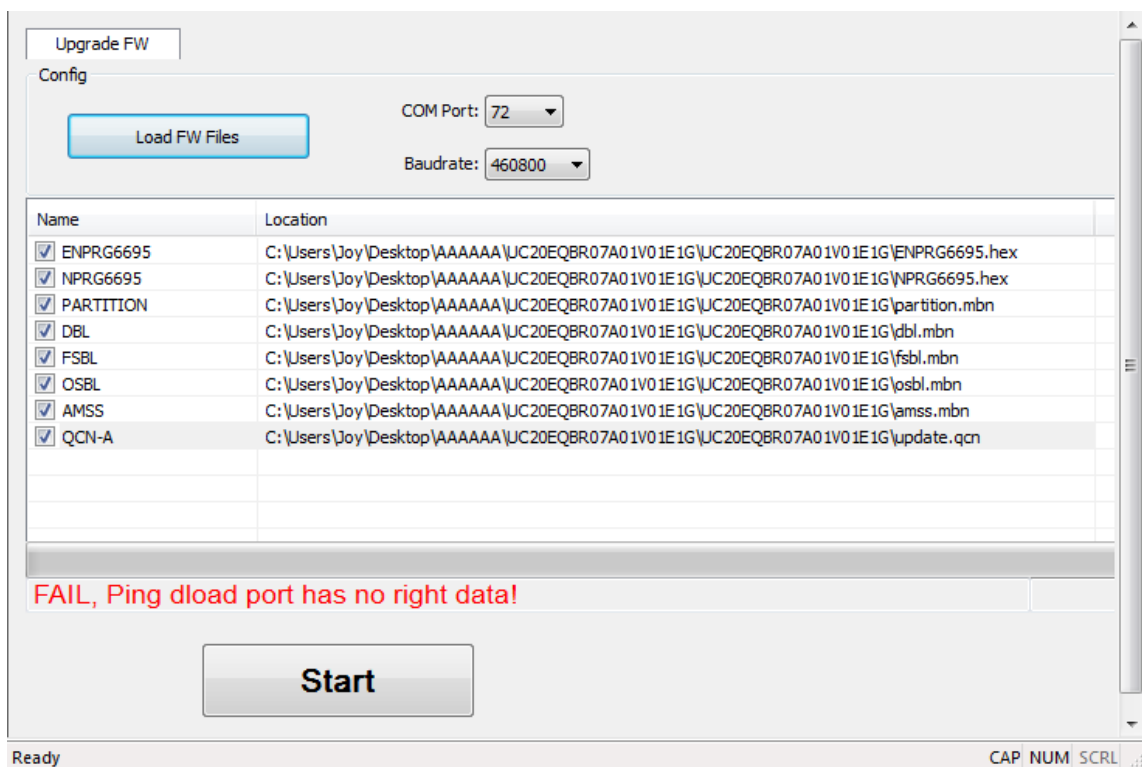 Upgrade FW
Config
Load FW Files
COM Port: 72
Baudrate: 460800
Name Location
ENPRG6695 C:\Users\Joy\Desktop\AAAAAA\UC20EQBR07A01V01E1G\UC20EQBR07A01V01E1G\ENPRG6695.hex
NPRG6695 C:\Users\Joy\Desktop\AAAAAA\UC20EQBR07A01V01E1G\UC20EQBR07A01V01E1G\NPRG6695.hex
PARTITION C:\Users\Joy\Desktop\AAAAAA\UC20EQBR07A01V01E1G\UC20EQBR07A01V01E1G\partition.mbn
DBL C:\Users\Joy\Desktop\AAAAAA\UC20EQBR07A01V01E1G\UC20EQBR07A01V01E1G\dbl.mbn
FSBL C:\Users\Joy\Desktop\AAAAAA\UC20EQBR07A01V01E1G\UC20EQBR07A01V01E1G\fsbl.mbn
OSBL C:\Users\Joy\Desktop\AAAAAA\UC20EQBR07A01V01E1G\UC20EQBR07A01V01E1G\osbl.mbn
AMSS C:\Users\Joy\Desktop\AAAAAA\UC20EQBR07A01V01E1G\UC20EQBR07A01V01E1G\amss.mbn
QCN-A C:\Users\Joy\Desktop\AAAAAA\UC20EQBR07A01V01E1G\UC20EQBR07A01V01E1G\update.qcn
FAIL, Ping dload port has no right data!
Start
Ready CAP NUM SCRL